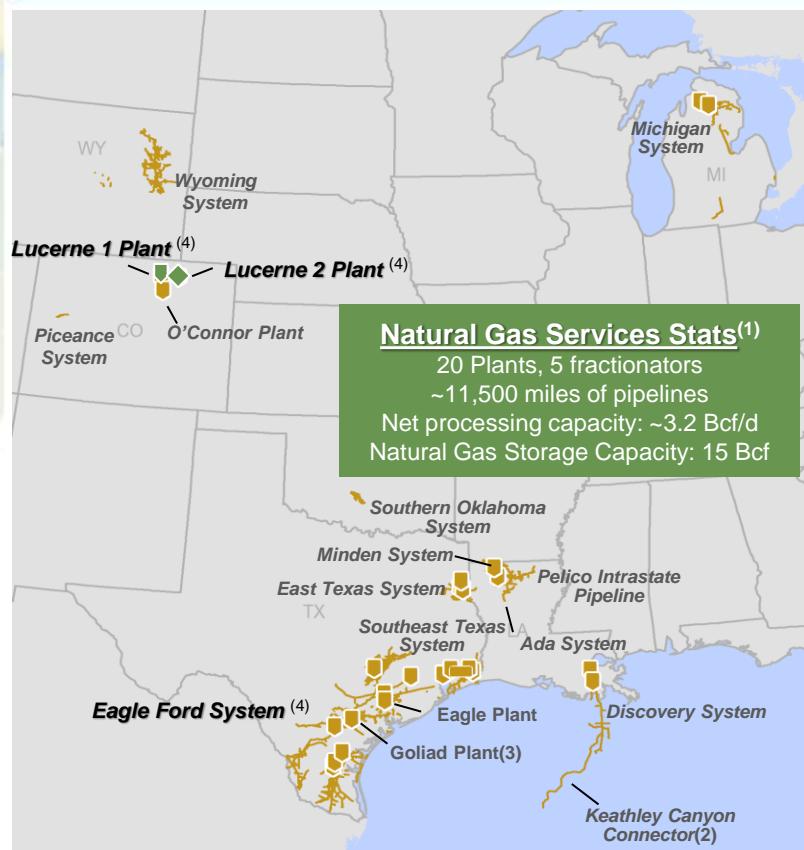 Michigan
System
MI
WY
Wyoming
System
Lucerne 1 Plant (4)
Lucerne 2 Plant (4)
O'Connor Plant
CO
Piceance
System
Natural Gas Services Stats(1)
20 Plants, 5 fractionators
~11,500 miles of pipelines
Net processing capacity: ~3.2 Bcf/d
Natural Gas Storage Capacity: 15 Bcf
Southern Oklahoma
System
Minden System
East Texas System
Pelico Intrastate
Pipeline
TX
Southeast Texas
System
LA
Ada System
Eagle Ford System (4)
Eagle Plant
Discovery System
Goliad Plant(3)
Keathley Canyon
Connector(2)